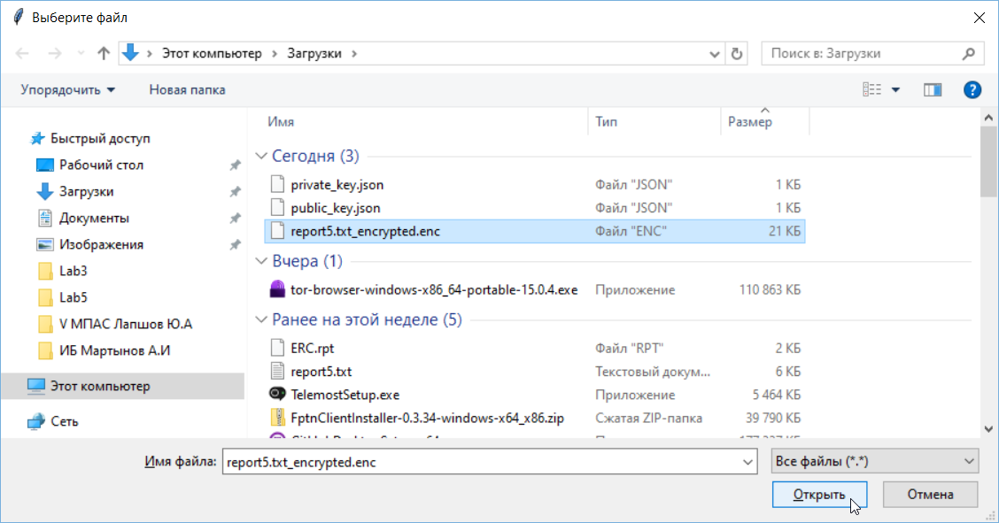 Выберите файл
Этот компьютер Загрузки Поиск в: Загрузки
Упорядочить Новая папка
Имя Тип Размер
Быстрый доступ
Рабочий стол
Загрузки
Документы
Изображения
Lab3
Lab5
V МПАС Лапшов Ю.А
ИБ Мартынов А.И
Этот компьютер
Сеть
Сегодня (3)
private_key.json Файл "JSON" 1 КБ
public_key.json Файл "JSON" 1 КБ
report5.txt_encrypted.enc Файл "ENC" 21 КБ
Вчера (1)
tor-browser-windows-x86_64-portable-15.0.4.exe Приложение 110 863 КБ
Ранее на этой неделе (5)
ERC.rpt Файл "RPT" 2 КБ
report5.txt Текстовый докум... 6 КБ
TelemostSetup.exe Приложение 5 464 КБ
FptnClientInstaller-0.3.34-windows-x64_x86.zip Сжатая ZIP-папка 39 790 КБ
Имя файла: report5.txt_encrypted.enc Все файлы (*.*)
Открыть Отмена